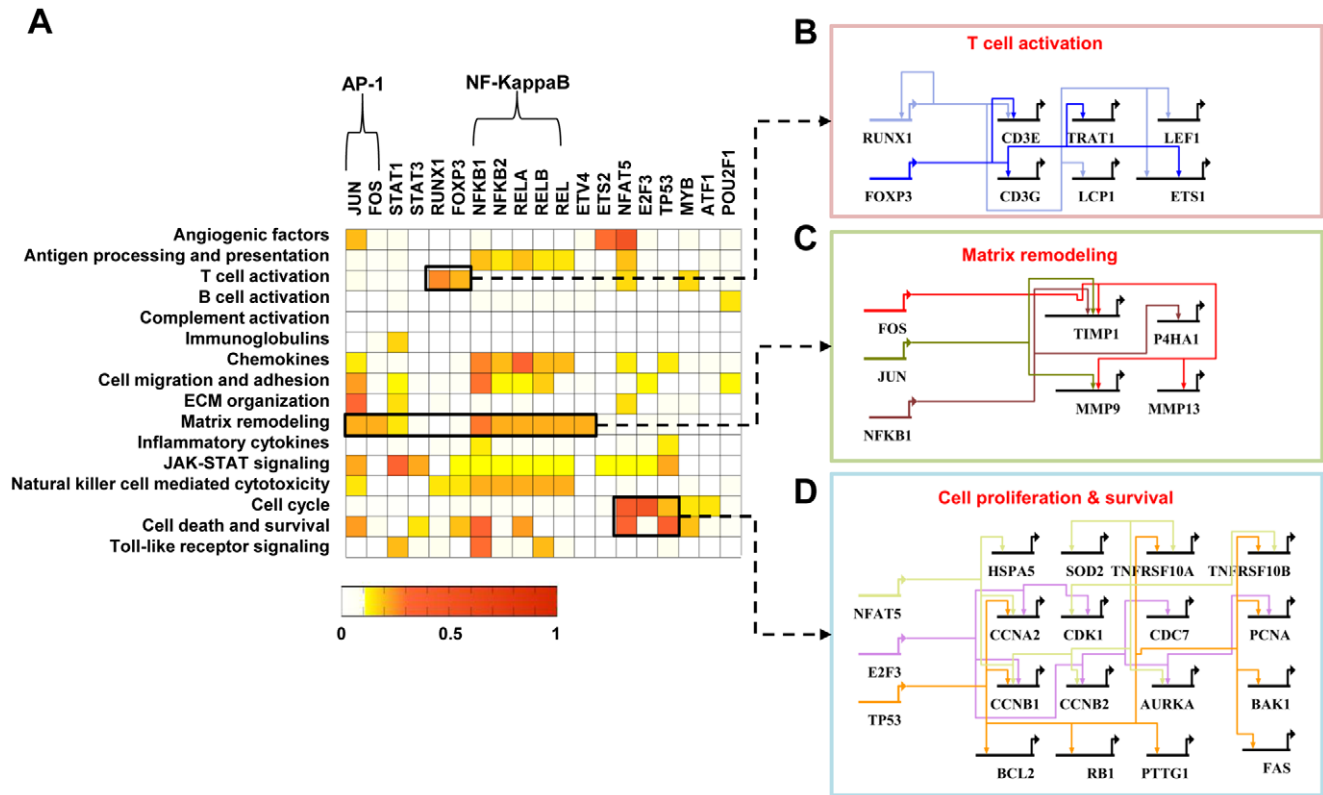 A
AP-1
NF-KappaB
JUN
FOS
STAT1
STAT3
RUNX1
FOXP3
NFKB1
NFKB2
RELA
RELB
REL
ETV4
ETS2
NFAT5
E2F3
TP53
MYB
ATF1
POU2F1
Angiogenic factors
Antigen processing and presentation
T cell activation
B cell activation
Complement activation
Immunoglobulins
Chemokines
Cell migration and adhesion
ECM organization
Matrix remodeling
Inflammatory cytokines
JAK-STAT signaling
Natural killer cell mediated cytotoxicity
Cell cycle
Cell death and survival
Toll-like receptor signaling
0 0.5 1
B
T cell activation
RUNX1 CD3E TRAT1 LEF1
FOXP3 CD3G LCP1 ETS1
C
Matrix remodeling
FOS TIMP1 P4HA1
JUN
MMP9 MMP13
NFKB1
D
Cell proliferation & survival
HSPA5 SOD2 TNFRSF10A TNFRSF10B
NFAT5
CCNA2 CDK1 CDC7 PCNA
E2F3
CCNB1 CCNB2 AURKA BAK1
TP53
BCL2 RB1 PTTG1 FAS